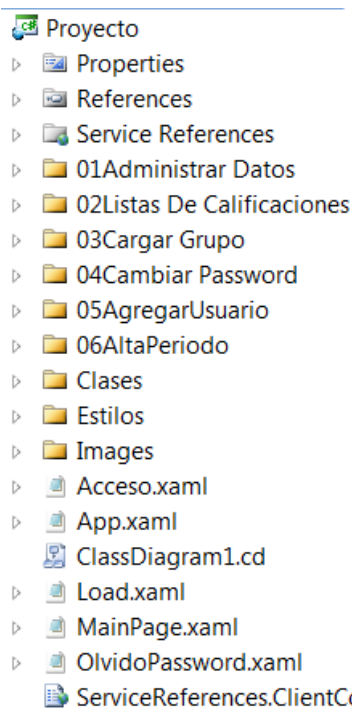 Proyecto
Properties
References
Service References
01Administrar Datos
02Listas De Calificaciones
03Cargar Grupo
04Cambiar Password
05AgregarUsuario
06AltaPeriodo
Clases
Estilos
Images
Acceso.xaml
App.xaml
ClassDiagram1.cd
Load.xaml
MainPage.xaml
OlvidoPassword.xaml
ServiceReferences.ClientCo